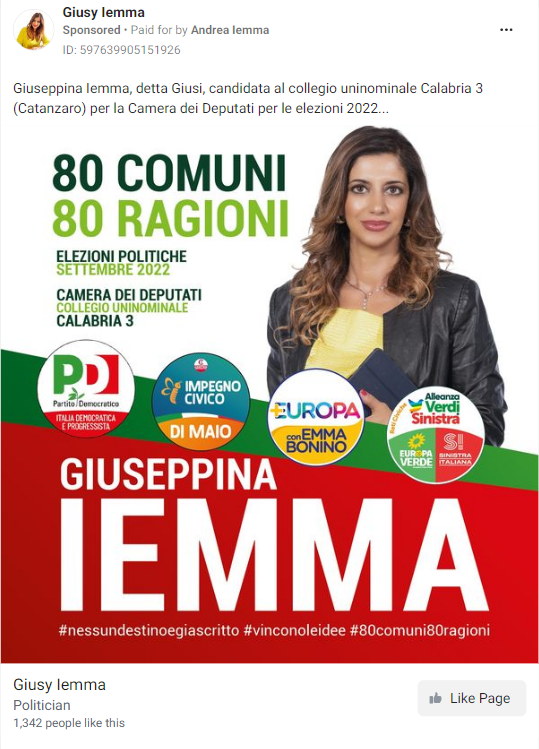 Giusy Iemma
Sponsored • Paid for by Andrea Iemma
ID: 597639905151926
Giuseppina Iemma, detta Giusi, candidata al collegio uninominale Calabria 3
(Catanzaro) per la Camera dei Deputati per le elezioni 2022...
80 COMUNI
80 RAGIONI
ELEZIONI POLITICHE
SETTEMBRE 2022
CAMERA DEI DEPUTATI
COLLEGIO UNINOMINALE
CALABRIA 3
PD
Partito Democratico
ITALIA DEMOCRATICA
E PROGRESSISTA
IMPEGNO
CIVICO
DI MAIO
+EUROPA
con EMMA
BONINO
Alleanza
Verdi
Sinistra
Reti Civiche
EUROPA
VERDE
SI
SINISTRA
ITALIANA
GIUSEPPINA
IEMMA
#nessundestinoegiascritto #vinconoleidee #80comuni80ragioni
Giusy Iemma
Politician
1,342 people like this
Like Page